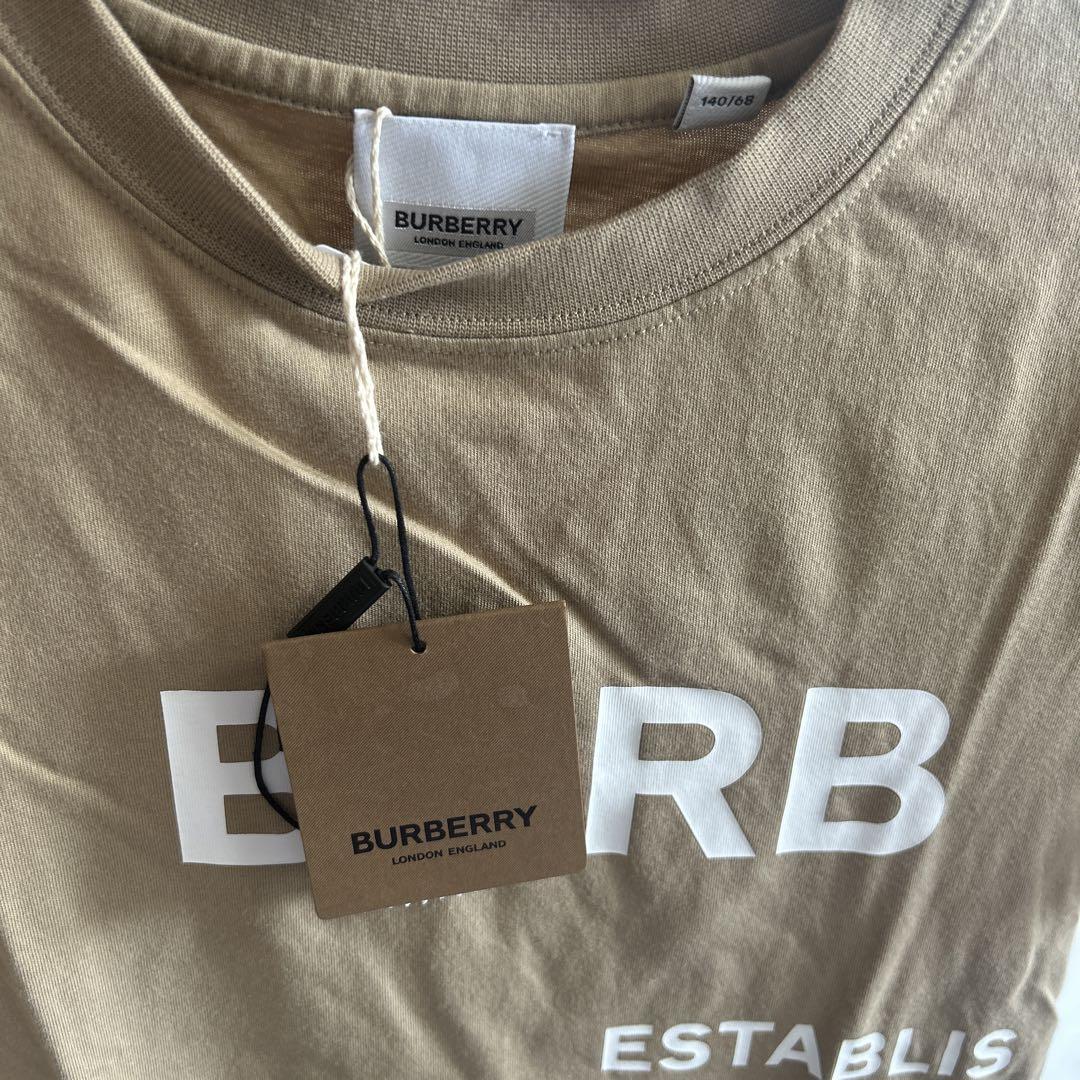 140/68
BURBERRY
LONDON ENGLAND
B RB
BURBERRY
LONDON ENGLAND
ESTABLIS